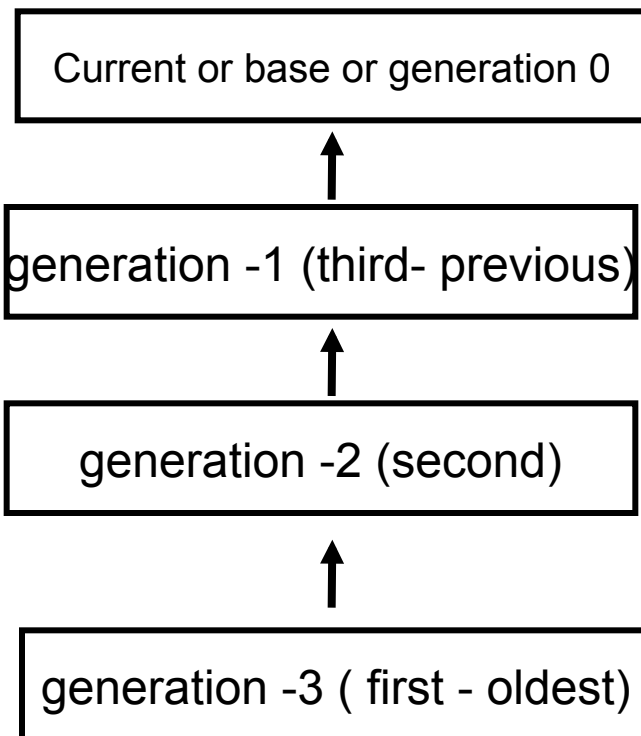 Current or base or generation 0
generation -1 (third- previous)
generation -2 (second)
generation -3 ( first - oldest)